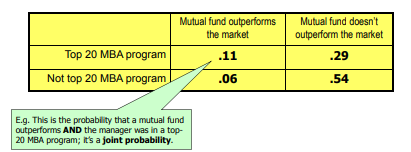 Mutual fund outperforms
the market
Mutual fund doesn't
outperform the market
Top 20 MBA program .11 .29
Not top 20 MBA program .06 .54
E.g. This is the probability that a mutual fund
outperforms AND the manager was in a top-
20 MBA program; it's a joint probability.